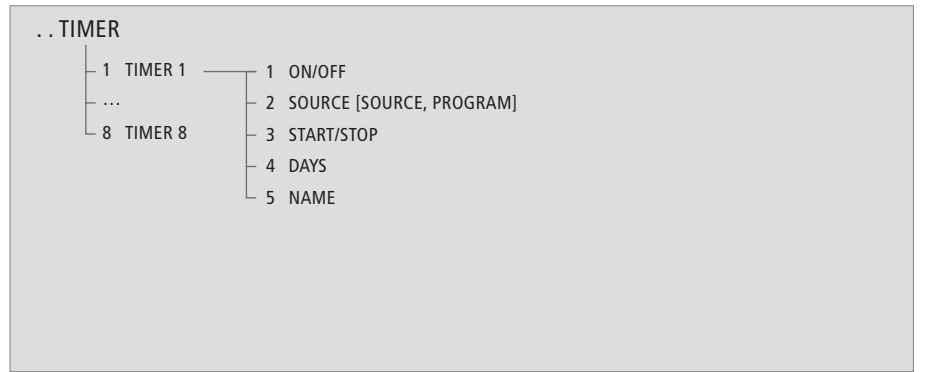 . . TIMER
1 TIMER 1
1 ON/OFF
...
2 SOURCE [SOURCE, PROGRAM]
8 TIMER 8
3 START/STOP
4 DAYS
5 NAME